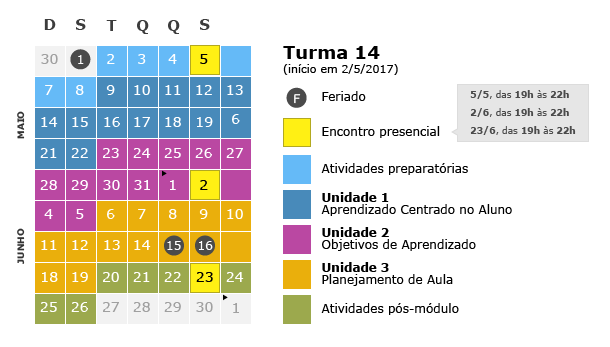 D S T Q Q S
30 1 2 3 4 5
7 8 9 10 11 12 13
14 15 16 17 18 19 6
21 22 23 24 25 26 27
28 29 30 31 1 2
4 5 6 7 8 9 10
11 12 13 14 15 16
18 19 20 21 22 23 24
25 26 27 28 29 30 1
MAIO
JUNHO
Turma 14
(início em 2/5/2017)
F Feriado
Encontro presencial
5/5, das 19h às 22h
2/6, das 19h às 22h
23/6, das 19h às 22h
Atividades preparatórias
Unidade 1
Aprendizado Centrado no Aluno
Unidade 2
Objetivos de Aprendizado
Unidade 3
Planejamento de Aula
Atividades pós-módulo